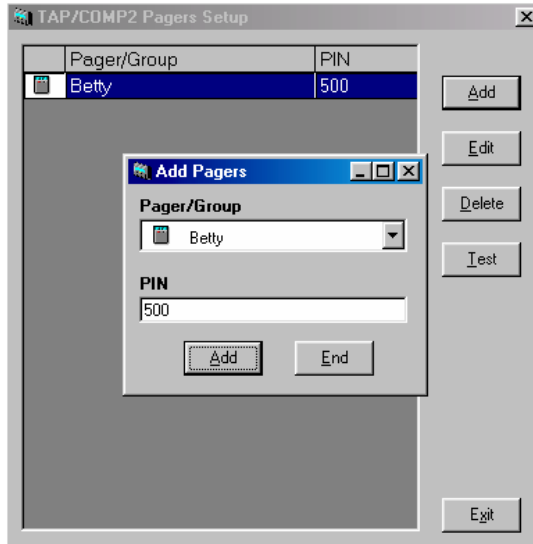 TAP/COMP2 Pagers Setup
Pager/Group PIN
Betty 500
Add
Edit
Delete
Test
Add Pagers
Pager/Group
Betty
PIN
500
Add End
Exit